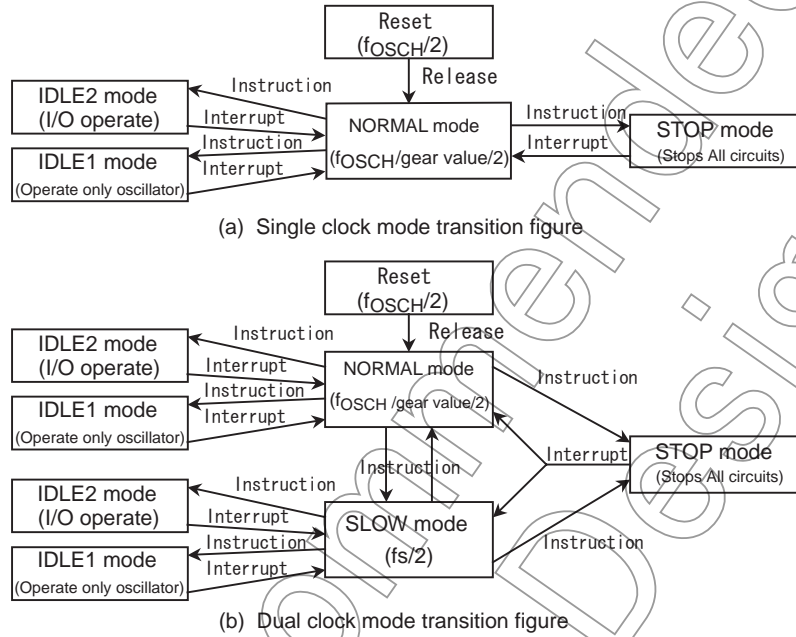 Reset
(fOSCH/2)
Release
Instruction
IDLE2 mode
(I/O operate)
Interrupt
Instruction
IDLE1 mode
(Operate only oscillator)
Interrupt
NORMAL mode
(fOSCH/gear value/2)
Instruction
Interrupt
STOP mode
(Stops All circuits)
(a) Single clock mode transition figure
Reset
(fOSCH/2)
Release
Instruction
IDLE2 mode
(I/O operate)
Interrupt
Instruction
IDLE1 mode
(Operate only oscillator)
Interrupt
NORMAL mode
(fOSCH /gear value/2)
Instruction
Instruction
Interrupt
STOP mode
(Stops All circuits)
IDLE2 mode
(I/O operate)
Instruction
Interrupt
Instruction
IDLE1 mode
(Operate only oscillator)
Interrupt
SLOW mode
(fs/2)
Instruction
(b) Dual clock mode transition figure
ommended
Desig